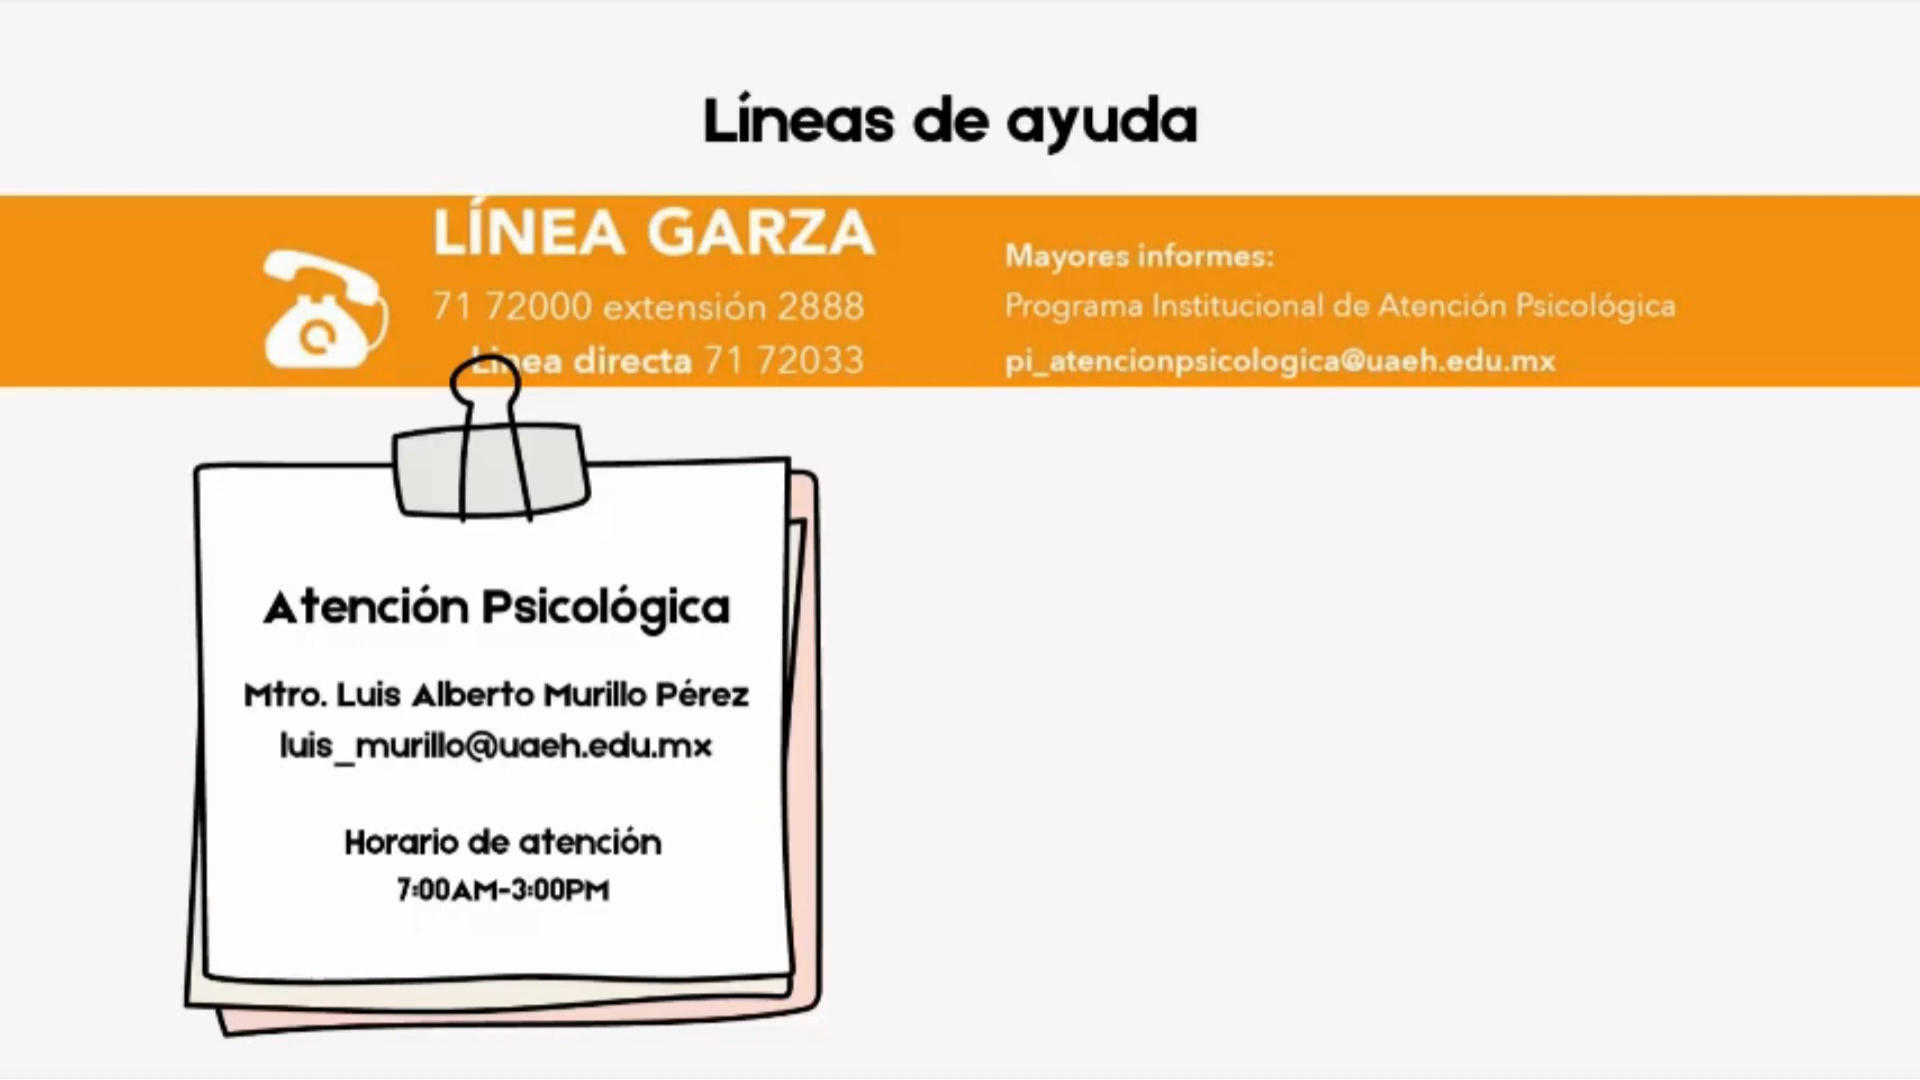 Líneas de ayuda
LÍNEA GARZA
71 72000 extensión 2888
Línea directa 71 72033
Mayores informes:
Programa Institucional de Atención Psicológica
pi_atencionpsicologica@uaeh.edu.mx
Atención Psicológica
Mtro. Luis Alberto Murillo Pérez
luis_murillo@uaeh.edu.mx
Horario de atención
7:00AM-3:00PM